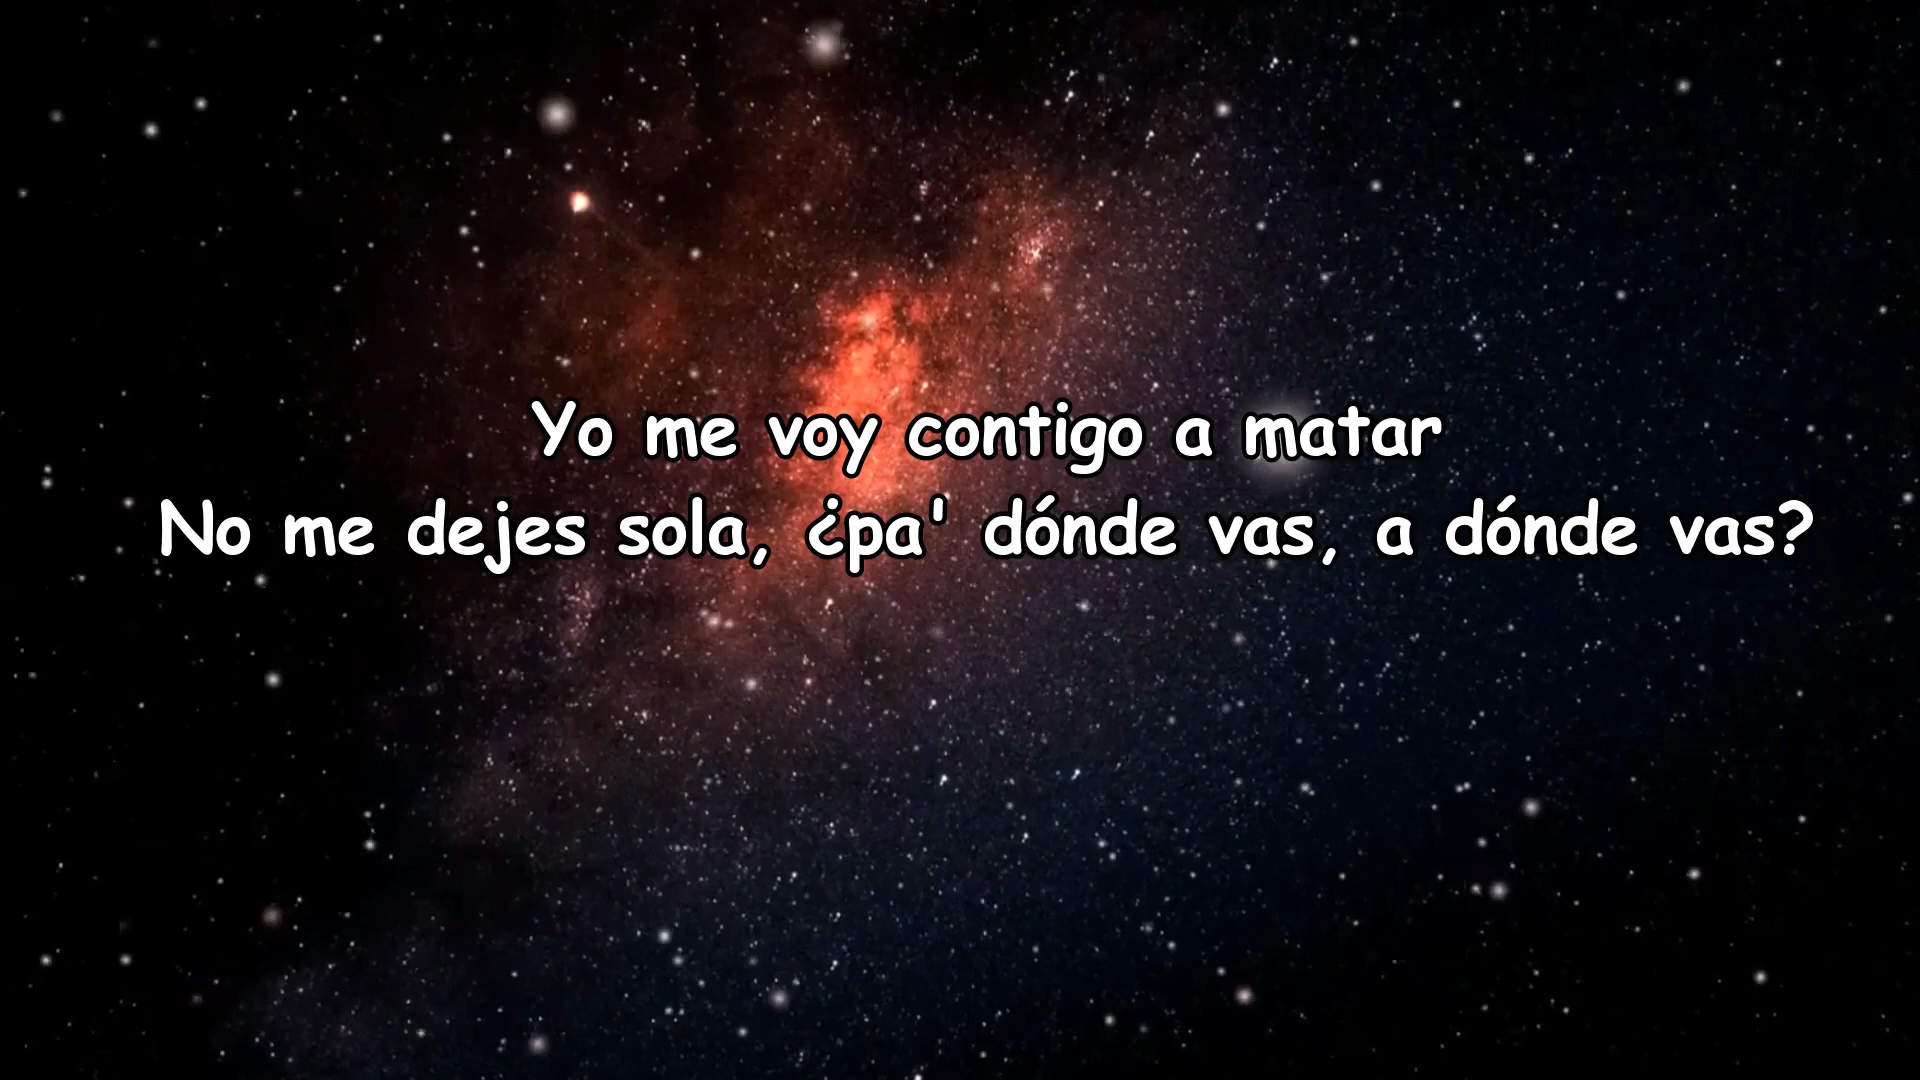 Yo me voy contigo a matar
No me dejes sola, ¿pa' dónde vas, a dónde vas?